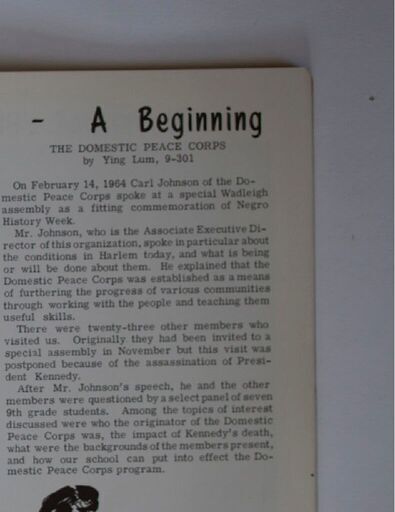 - A Beginning
THE DOMESTIC PEACE CORPS
by Ying Lum, 9-301
On February 14, 1964 Carl Johnson of the Do-
mestic Peace Corps spoke at a special Wadleigh
assembly as a fitting commemoration of Negro
History Week.
Mr. Johnson, who is the Associate Executive Di-
rector of this organization, spoke in particular about
the conditions in Harlem today, and what is being
or will be done about them. He explained that the
Domestic Peace Corps was established as a means
of furthering the progress of various communities
through working with the people and teaching them
useful skills.
There were twenty-three other members who
visited us. Originally they had been invited to a
special assembly in November but this visit was
postponed because of the assassination of Presi-
dent Kennedy.
After Mr. Johnson's speech, he and the other
members were questioned by a select panel of seven
9th grade students. Among the topics of interest
discussed were who the originator of the Domestic
Peace Corps was, the impact of Kennedy's death,
what were the backgrounds of the members present,
and how our school can put into effect the Do-
mestic Peace Corps program.